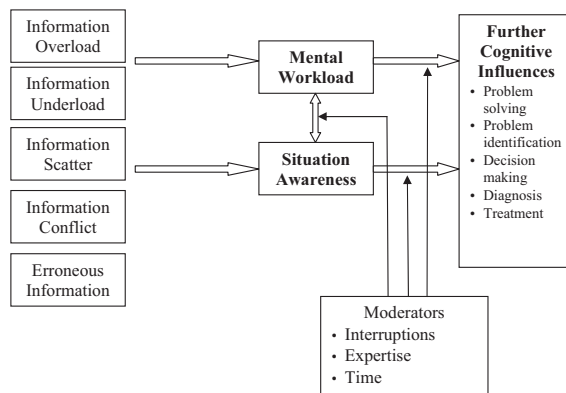 Information
Overload
Information
Underload
Information
Scatter
Information
Conflict
Erroneous
Information
Mental
Workload
Situation
Awareness
Further
Cognitive
Influences
• Problem
solving
• Problem
identification
• Decision
making
• Diagnosis
• Treatment
Moderators
• Interruptions
• Expertise
• Time